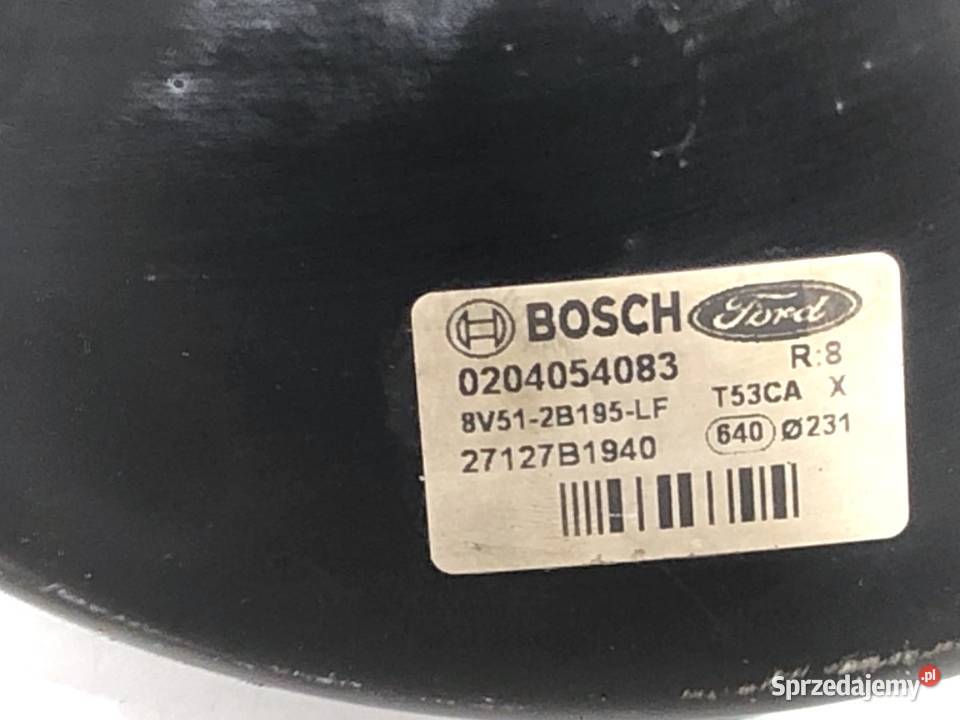 BOSCH Ford
0204054083 R:8
8V51-2B195-LF T53CA X
27127B1940 640 Ø231
Sprzedajemy.pl